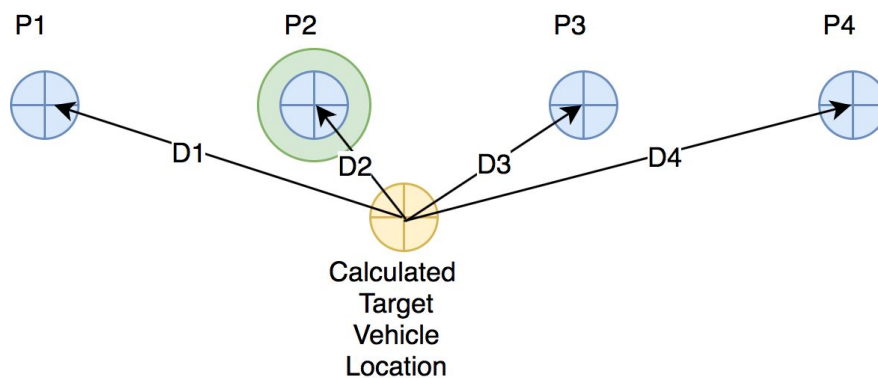 P1
P2
P3
P4
D1
D2
D3
D4
Calculated
Target
Vehicle
Location